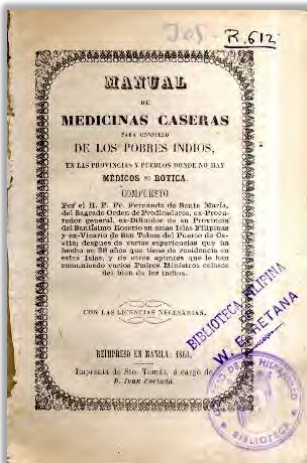 R.612
MANUAL
DE
MEDICINAS CASERAS
PARA CONSUELO
DE LOS POBRES INDIOS,
EN LAS PROVINCIAS Y PUEBLOS DONDE NO HAY
MÉDICOS NI BOTICA.
COMPUESTO
Por el R. P. Fr. Fernando de Santa María,
del Sagrado Orden de Predicadores, ex-Procu-
rador general, ex-Difinidor de su Provincia
del Santísimo Rosario en estas Islas Filipinas
y ex-Vicario de San Telmo del Puerto de Ca-
vite; despues de varias esperiencias que ha
hecho en 38 años que tiene de residencia en
estas Islas, y de otros apuntes que le han
comunicado varios Padres Ministros celosos
del bien de los indios.
CON LAS LICENCIAS NECESARIAS.
BIBLIOTECA FILIPINA
W. E. RETANA
REIMPRESO EN MANILA: 1863.
Imprenta de Sto. Tomás, á cargo de
D. Juan Cortada.
BIBLIOTECA